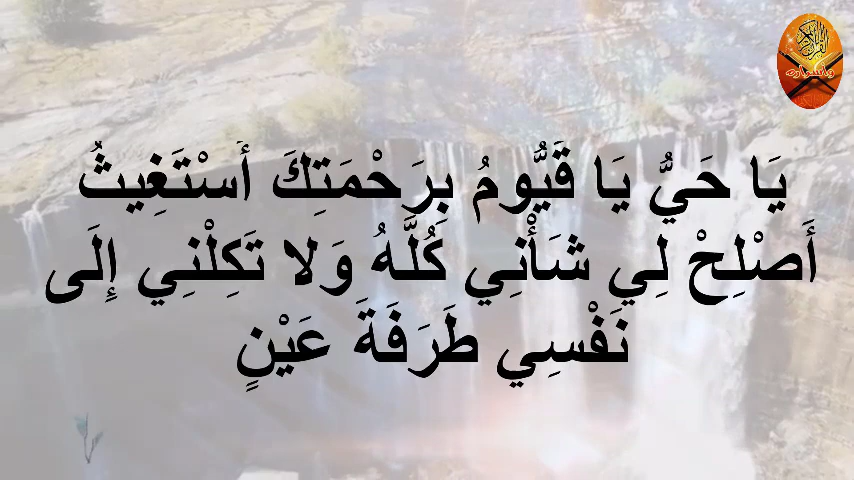 يَا حَيُّ يَا قَيُّومُ بِرَحْمَتِكَ أَسْتَغِيثُ
أَصْلِحْ لِي شَأْنِي كُلَّهُ وَلا تَكِلْنِي إِلَى
نَفْسِي طَرَفَةَ عَيْنٍ